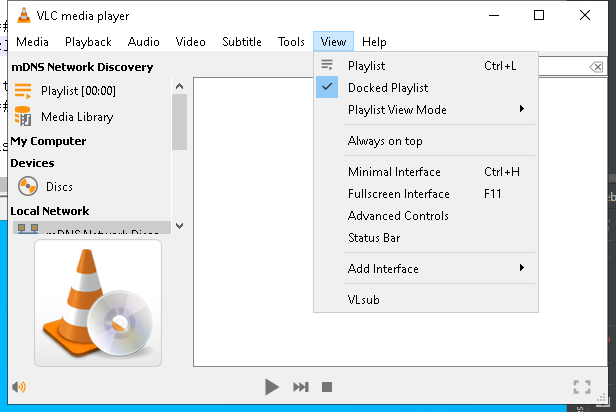 VLC media player
Media Playback Audio Video Subtitle Tools View Help
mDNS Network Discovery
Playlist [00:00]
Media Library
My Computer
Devices
Discs
Local Network
mDNS Network Disco
Playlist Ctrl+L
Docked Playlist
Playlist View Mode
Always on top
Minimal Interface Ctrl+H
Fullscreen Interface F11
Advanced Controls
Status Bar
Add Interface
VLsub